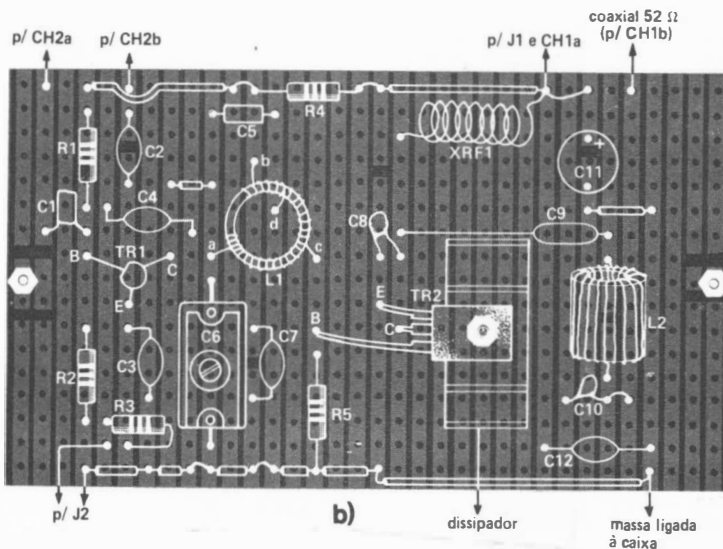 coaxial 52 Ω
p/ CH2a
p/ CH2b
p/ J1 e CH1a
(p/ CH1b)
R4
C5
XRF1
+
R1
C2
C11
b
C1
C4
d
C8
C9
B
TR1
C
a
L1
c
E
TR2
E
B
C
L2
C6
C7
C3
R2
R3
R5
C10
C12
p/ J2
b)
dissipador
massa ligada
à caixa